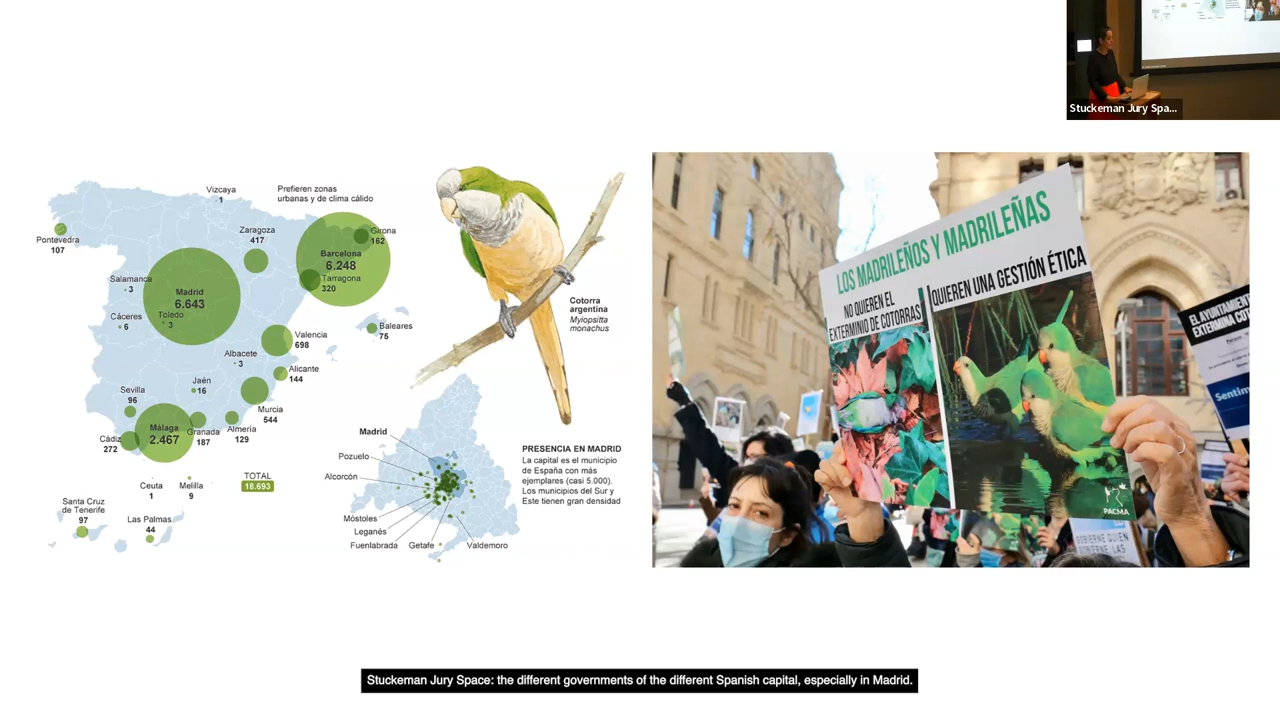 Stuckeman Jury Spa...
Vizcaya
1
Prefieren zonas
urbanas y de clima cálido
Pontevedra
107
Zaragoza
417
Girona
162
Barcelona
6.248
Tarragona
320
Salamanca
3
Madrid
6.643
Toledo
3
Cáceres
6
Valencia
698
Baleares
75
Albacete
3
Alicante
144
Jaén
16
Sevilla
96
Murcia
544
Málaga
2.467
Granada
187
Almería
129
Cádiz
272
Ceuta
1
Melilla
9
TOTAL
18.693
Santa Cruz
de Tenerife
97
Las Palmas
44
Cotorra
argentina
Myiopsitta
monachus
Madrid
Pozuelo
Alcorcón
Móstoles
Leganés
Fuenlabrada
Getafe
Valdemoro
PRESENCIA EN MADRID
La capital es el municipio
de España con más
ejemplares (casi 5.000).
Los municipios del Sur y
Este tienen gran densidad
LOS MADRILEÑOS Y MADRILEÑAS
NO QUIEREN EL
EXTERMINIO DE COTORRAS
QUIEREN UNA GESTIÓN ÉTICA
PACMA
EL AYUNTAMIENTO
EXTERMINA
Stuckeman Jury Space: the different governments of the different Spanish capital, especially in Madrid.